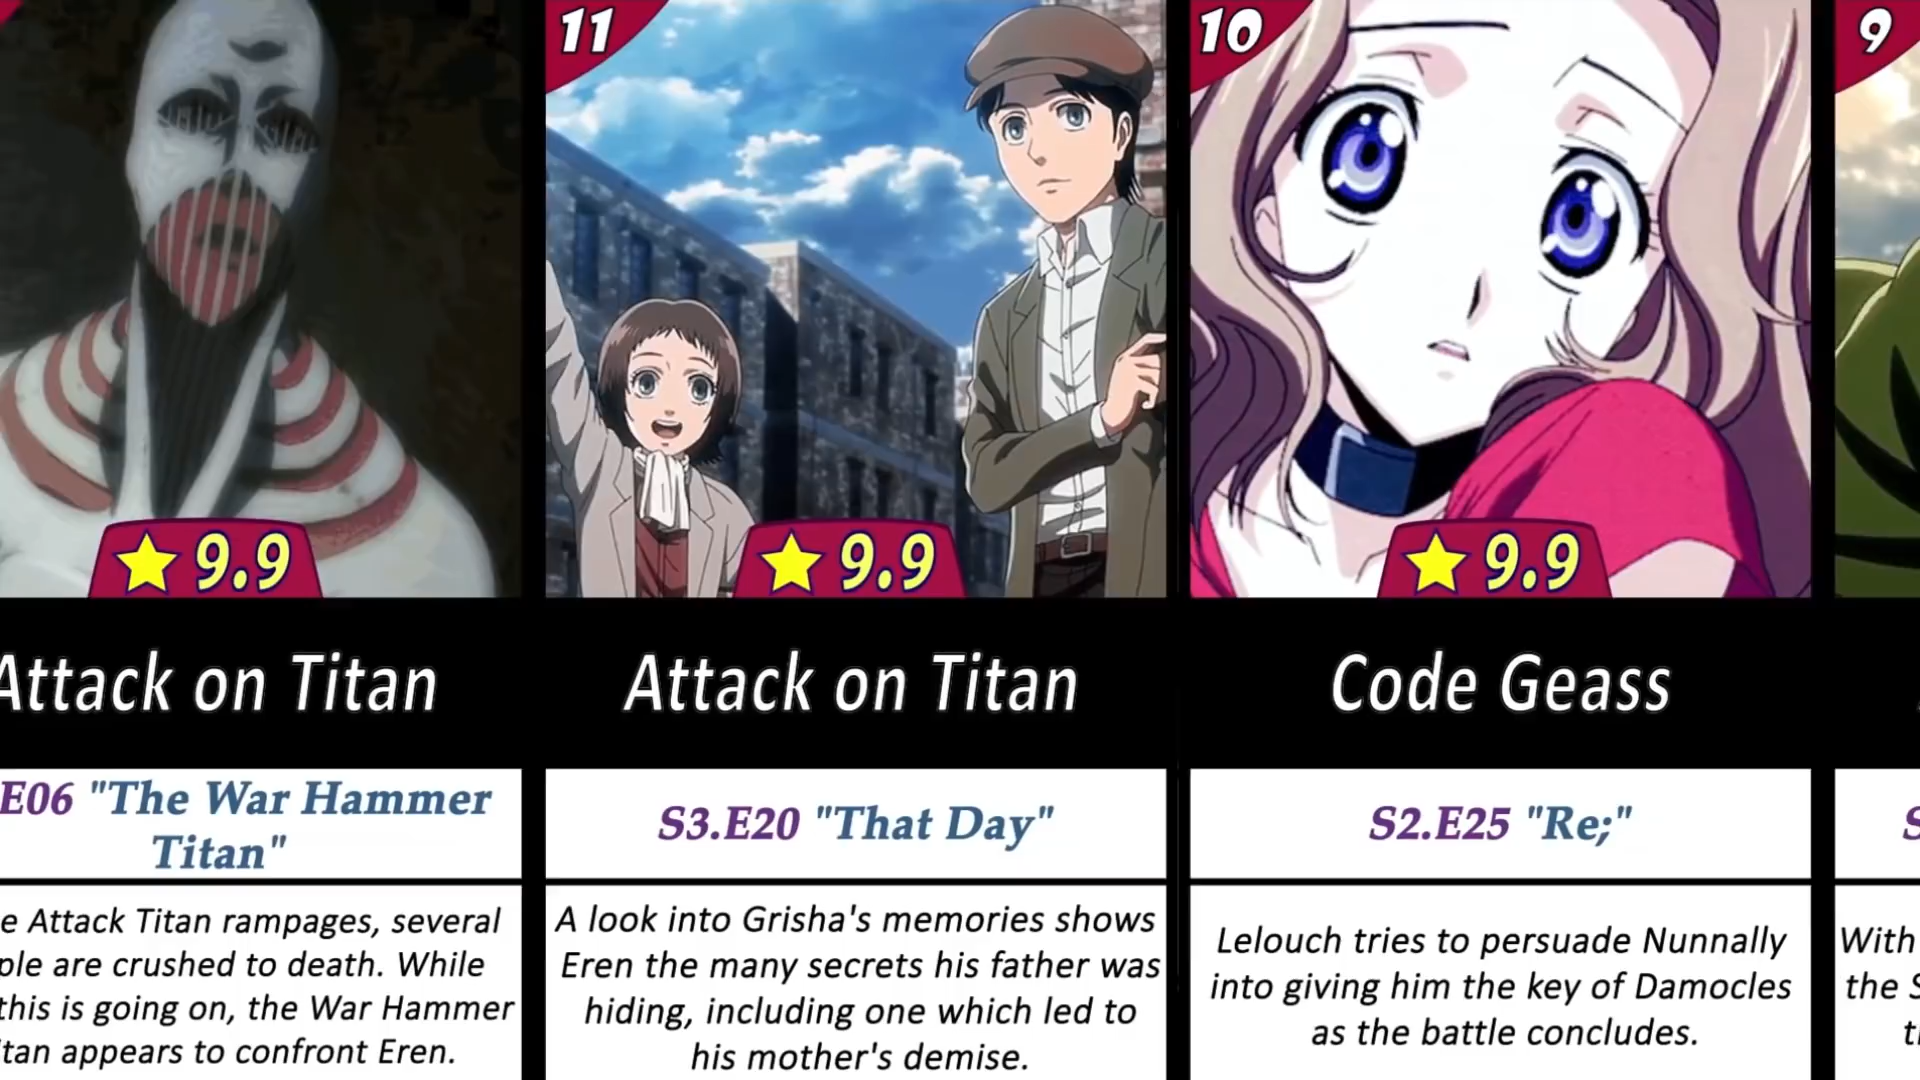 9.9
Attack on Titan
E06 "The War Hammer
Titan"
e Attack Titan rampages, several
ple are crushed to death. While
this is going on, the War Hammer
tan appears to confront Eren.
11
9.9
Attack on Titan
S3.E20 "That Day"
A look into Grisha's memories shows
Eren the many secrets his father was
hiding, including one which led to
his mother's demise.
10
9.9
Code Geass
S2.E25 "Re;"
Lelouch tries to persuade Nunnally
into giving him the key of Damocles
as the battle concludes.
9
S
With
the S
t